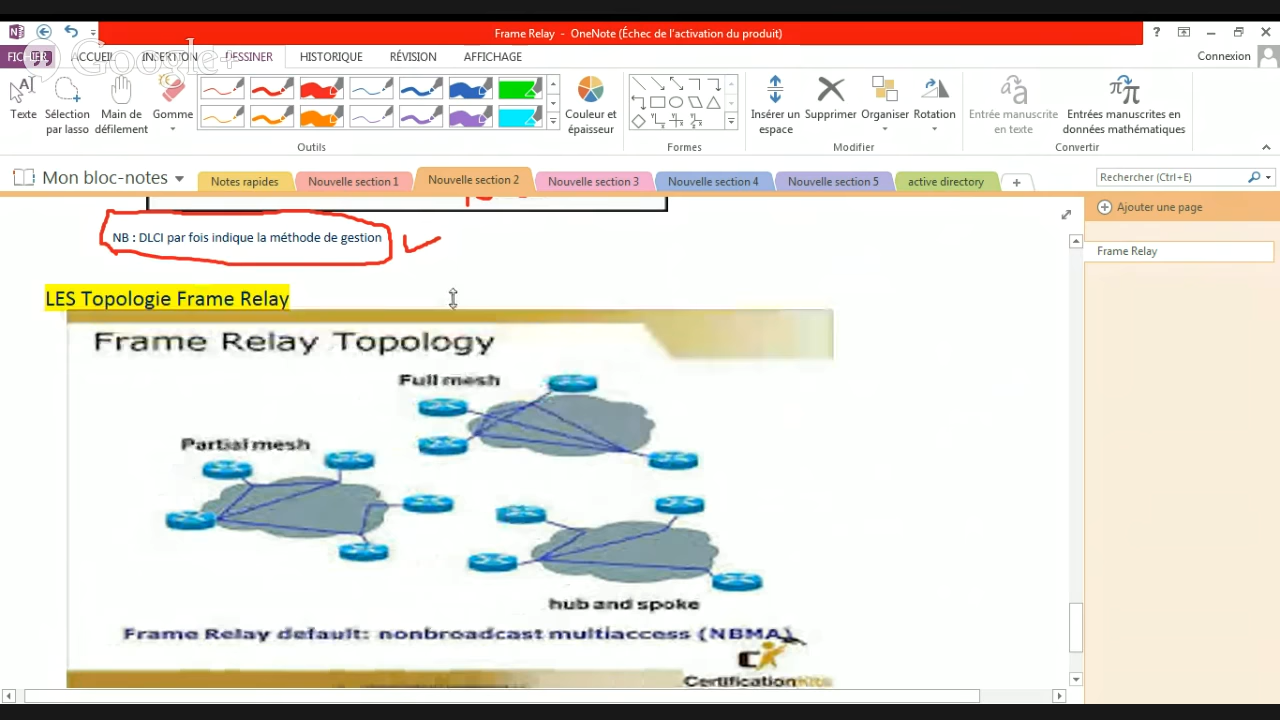 Frame Relay - OneNote (Échec de l'activation du produit)
Google+
FICHIER ACCUEIL INSERTION DESSINER HISTORIQUE RÉVISION AFFICHAGE Connexion
Texte
Sélection par lasso
Main de défilement
Gomme
Couleur et épaisseur
Insérer un espace
Supprimer
Organiser
Rotation
Entrée manuscrite en texte
Entrées manuscrites en données mathématiques
Outils Formes Modifier Convertir
Mon bloc-notes Notes rapides Nouvelle section 1 Nouvelle section 2 Nouvelle section 3 Nouvelle section 4 Nouvelle section 5 active directory Rechercher (Ctrl+E)
Ajouter une page
Frame Relay
NB : DLCI par fois indique la méthode de gestion
LES Topologie Frame Relay
Frame Relay Topology
Full mesh
Partial mesh
hub and spoke
Frame Relay default: nonbroadcast multiaccess (NBMA)
CertificationKits